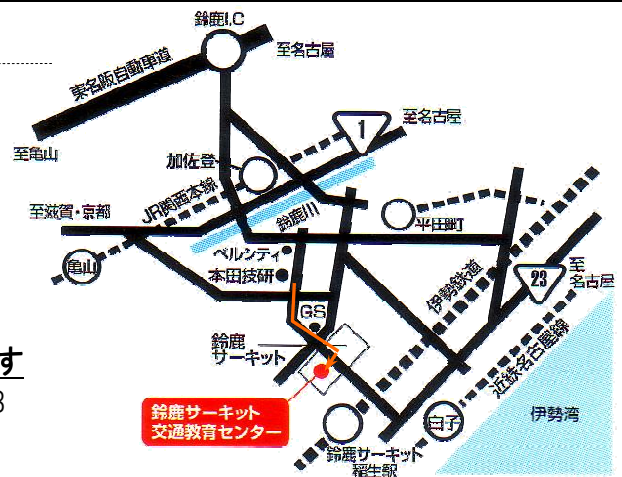 鈴鹿I.C
至名古屋
東名阪自動車道
至亀山
1
至名古屋
加佐登
JR関西本線
至滋賀・京都
鈴鹿川
平田町
ベルシティ
本田技研
亀山
GS
伊勢鉄道
23
至
名古屋
鈴鹿
サーキット
近鉄名古屋線
す
3
鈴鹿サーキット
交通教育センター
白子
伊勢湾
鈴鹿サーキット
稲生駅